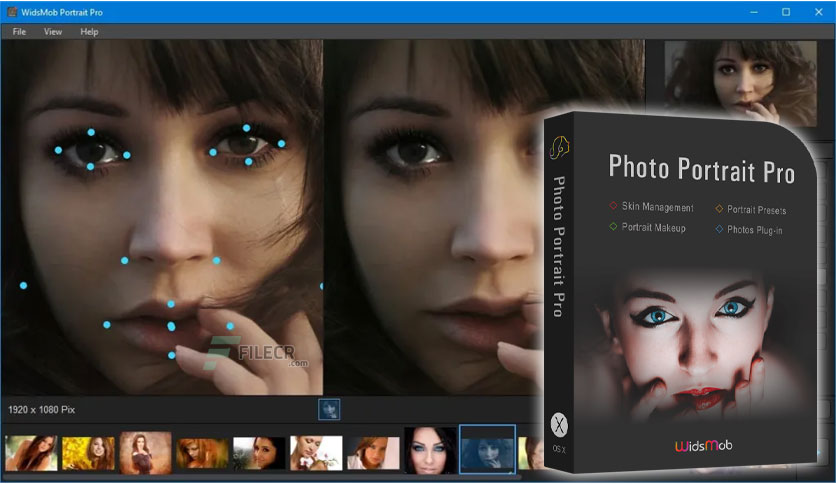 WidsMob Portrait Pro
File View Help
Photo Portrait Pro
Skin Management
Portrait Presets
Portrait Makeup
Photos Plug-in
Photo Portrait Pro
X
OS X
WidsMob
FILECR
.com
1920 x 1080 Pix